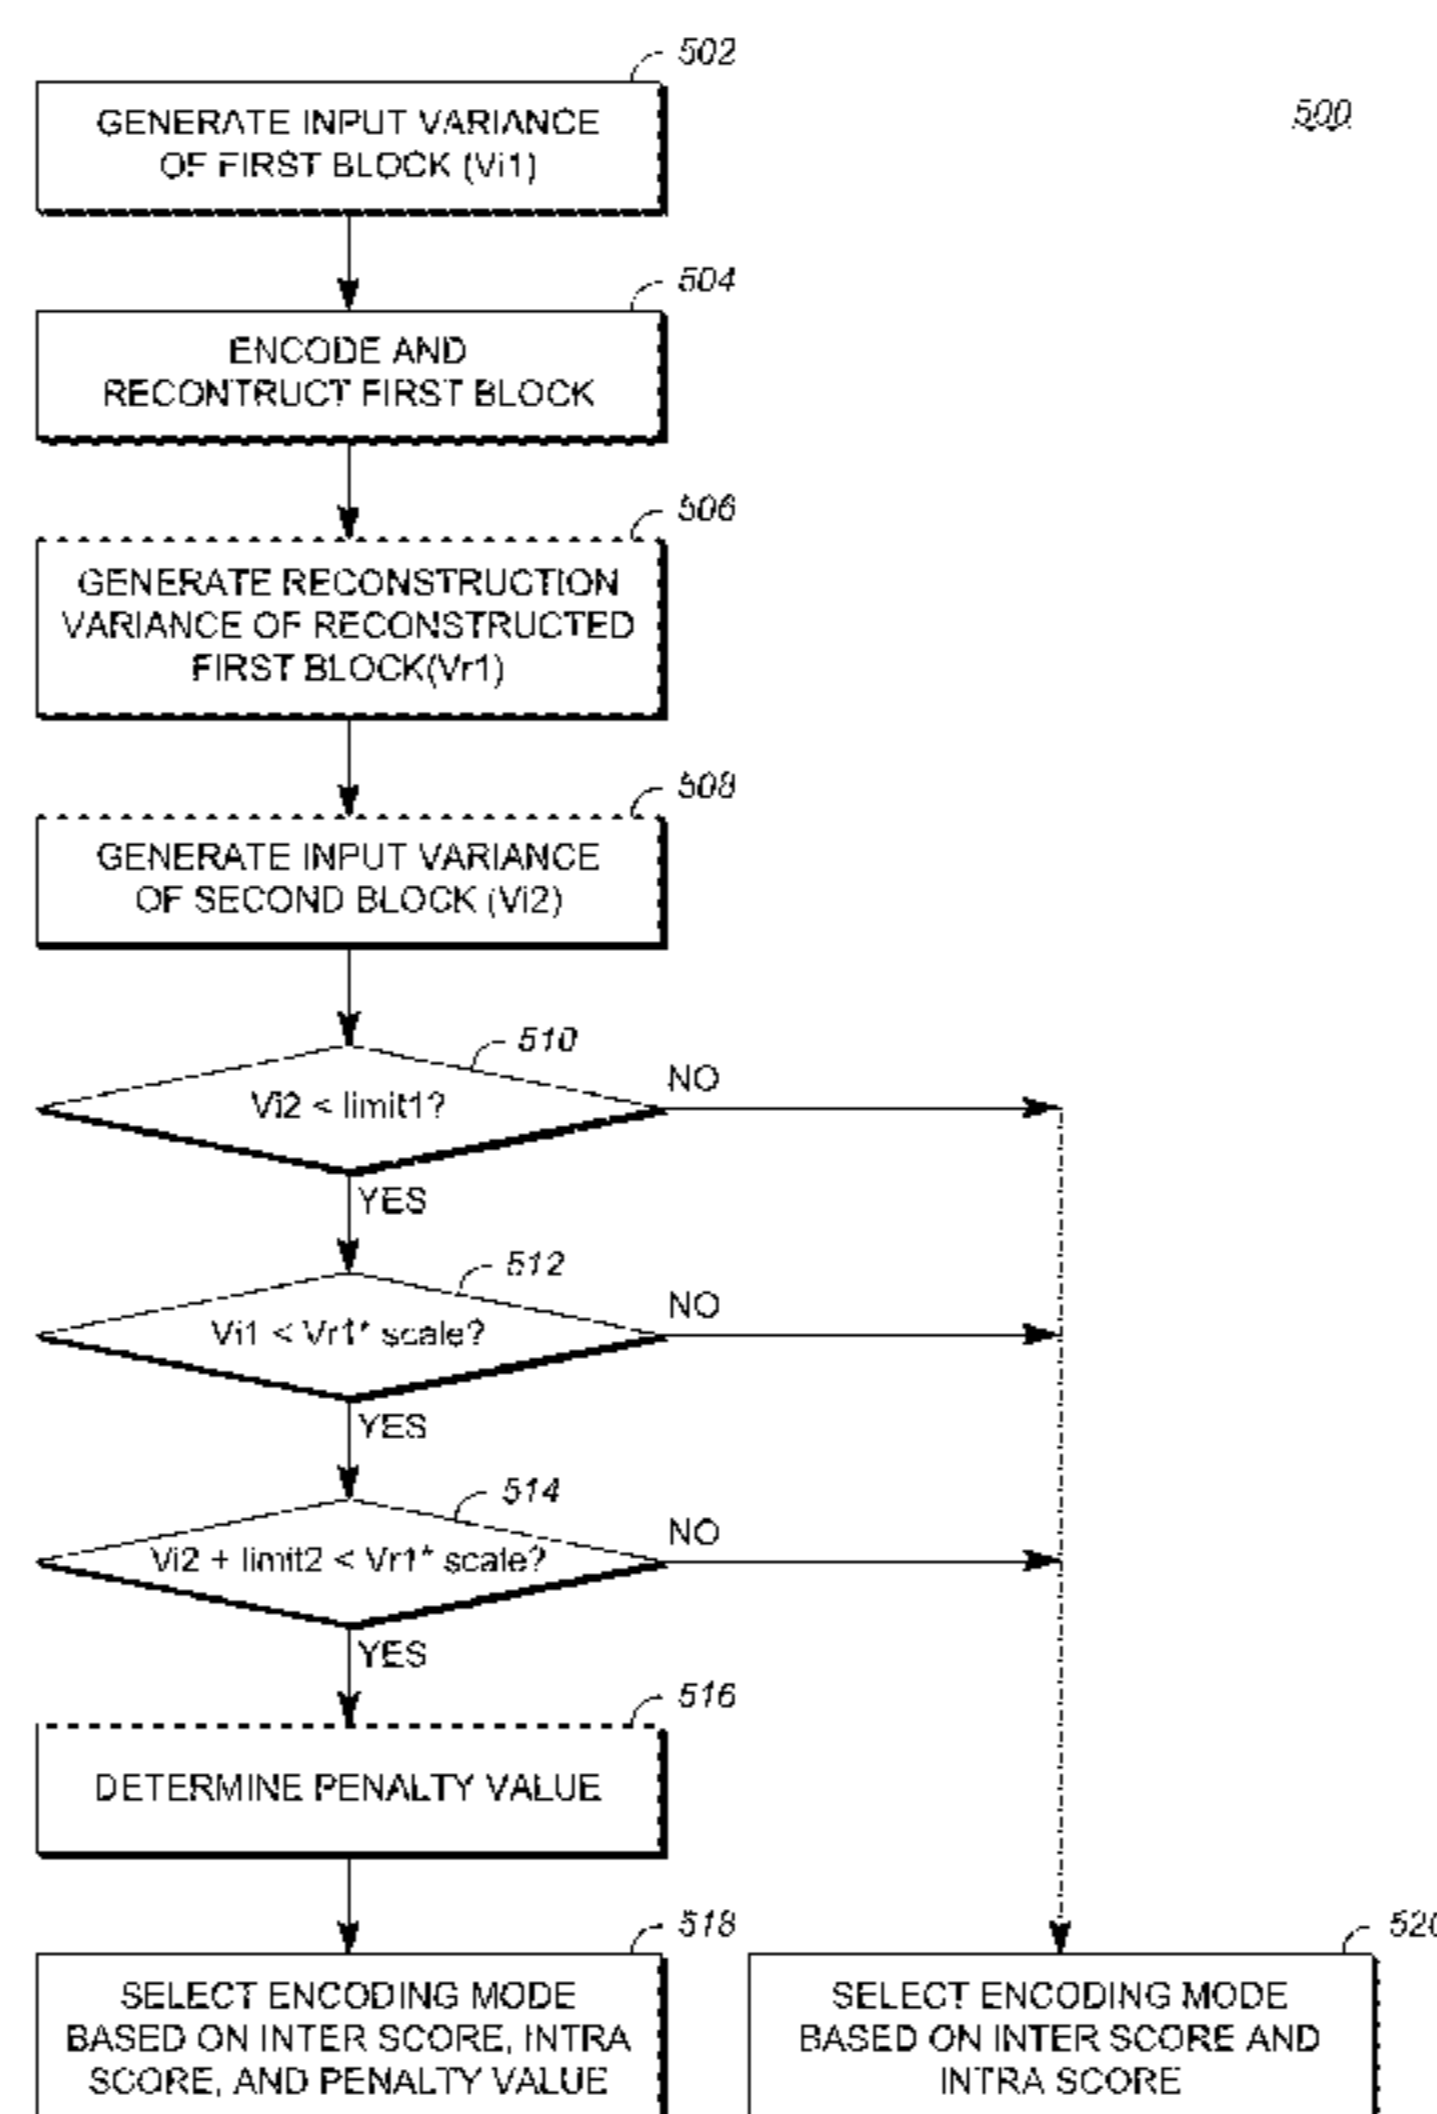 502
500
GENERATE INPUT VARIANCE
OF FIRST BLOCK (Vi1)
504
ENCODE AND
RECONTRUCT FIRST BLOCK
506
GENERATE RECONSTRUCTION
VARIANCE OF RECONSTRUCTED
FIRST BLOCK(Vr1)
508
GENERATE INPUT VARIANCE
OF SECOND BLOCK (Vi2)
510
Vi2 < limit1?
NO
YES
512
Vi1 < Vr1* scale?
NO
YES
514
Vi2 + limit2 < Vr1* scale?
NO
YES
516
DETERMINE PENALTY VALUE
518
SELECT ENCODING MODE
BASED ON INTER SCORE, INTRA
SCORE, AND PENALTY VALUE
520
SELECT ENCODING MODE
BASED ON INTER SCORE AND
INTRA SCORE